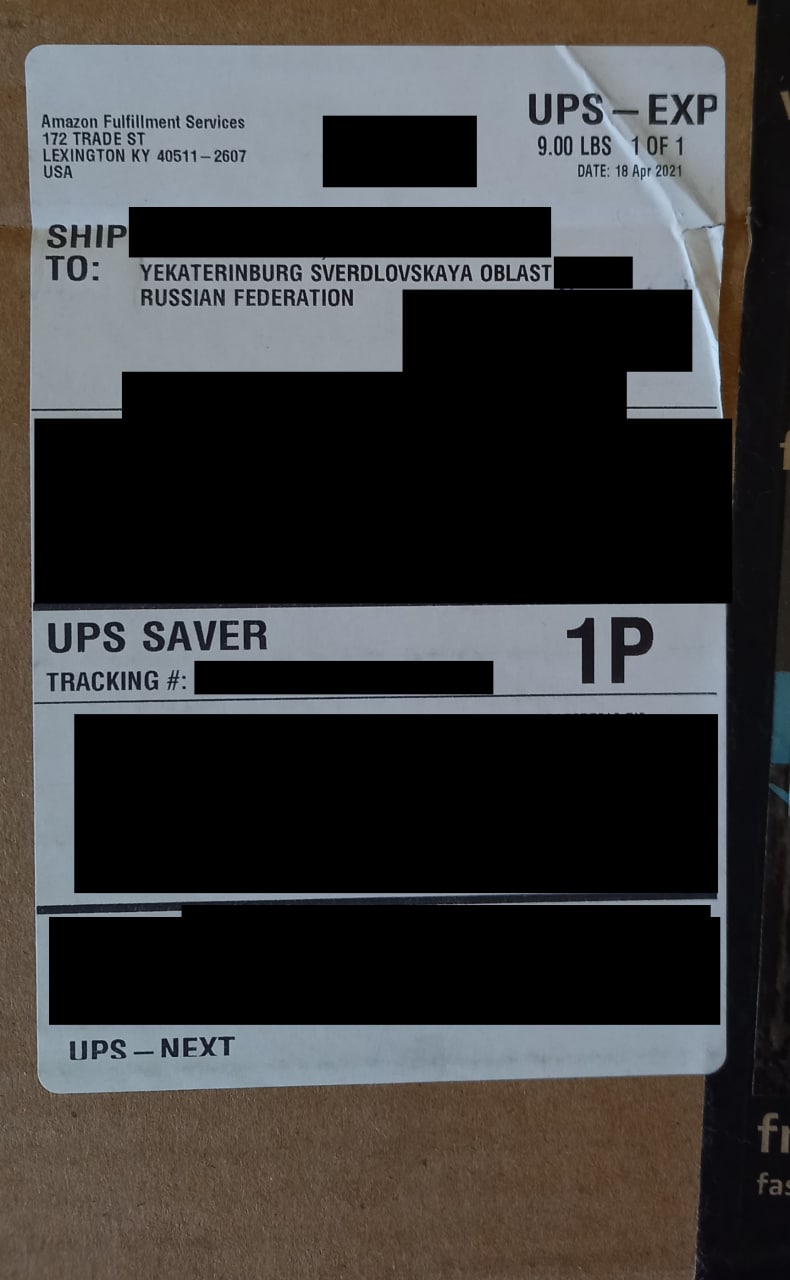 Amazon Fulfillment Services
172 TRADE ST
LEXINGTON KY 40511-2607
USA
UPS-EXP
9.00 LBS 1 OF 1
DATE: 18 Apr 2021
SHIP
TO:
YEKATERINBURG SVERDLOVSKAYA OBLAST
RUSSIAN FEDERATION
UPS SAVER
1P
TRACKING #:
UPS-NEXT